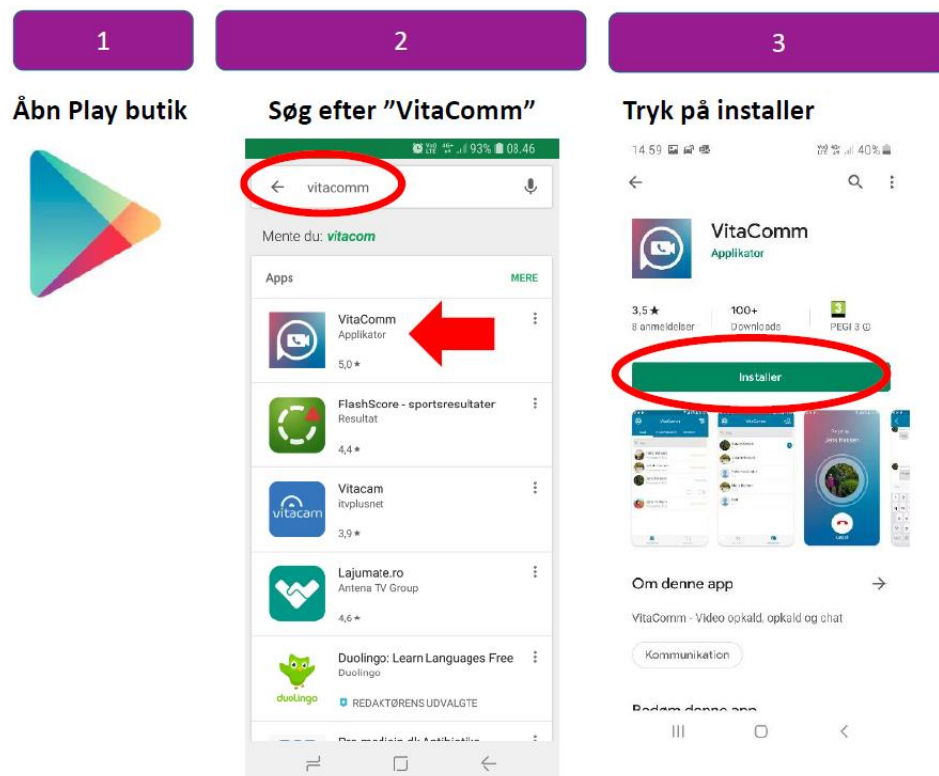 1
2
3
Åbn Play butik
Søg efter ”VitaComm”
Tryk på installer
93% 08.46
vitacomm
Mente du: vitacom
Apps
MERE
VitaComm
Applikator
5,0 ★
FlashScore - sportsresultater
Resultat
4,4 ★
vitacam
Vitacam
itvplusnet
3,9 ★
Lajumate.ro
Antena TV Group
4,6 ★
duolingo
Duolingo: Learn Languages Free
Duolingo
REDAKTØRENS UDVALGTE
14.59
40%
VitaComm
Applikator
3,5 ★
8 anmeldelser
100+
Downloads
3
PEGI 3
Installer
Om denne app
VitaComm - Video opkald, opkald og chat
Kommunikation